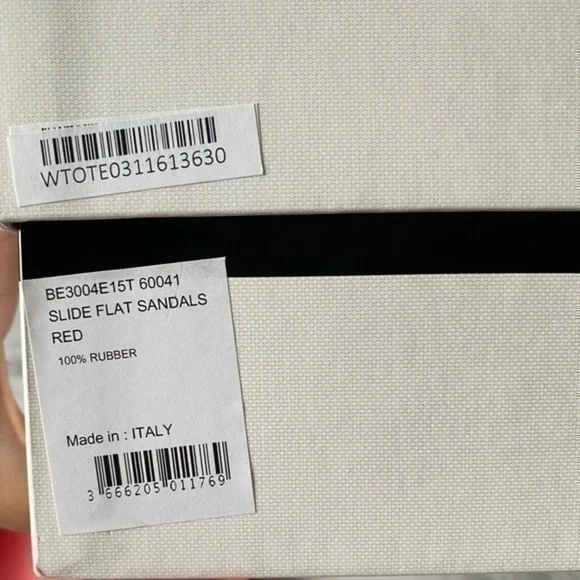 WTOTE0311613630
BE3004E15T 60041
SLIDE FLAT SANDALS
RED
100% RUBBER
Made in : ITALY
3 666205 011769